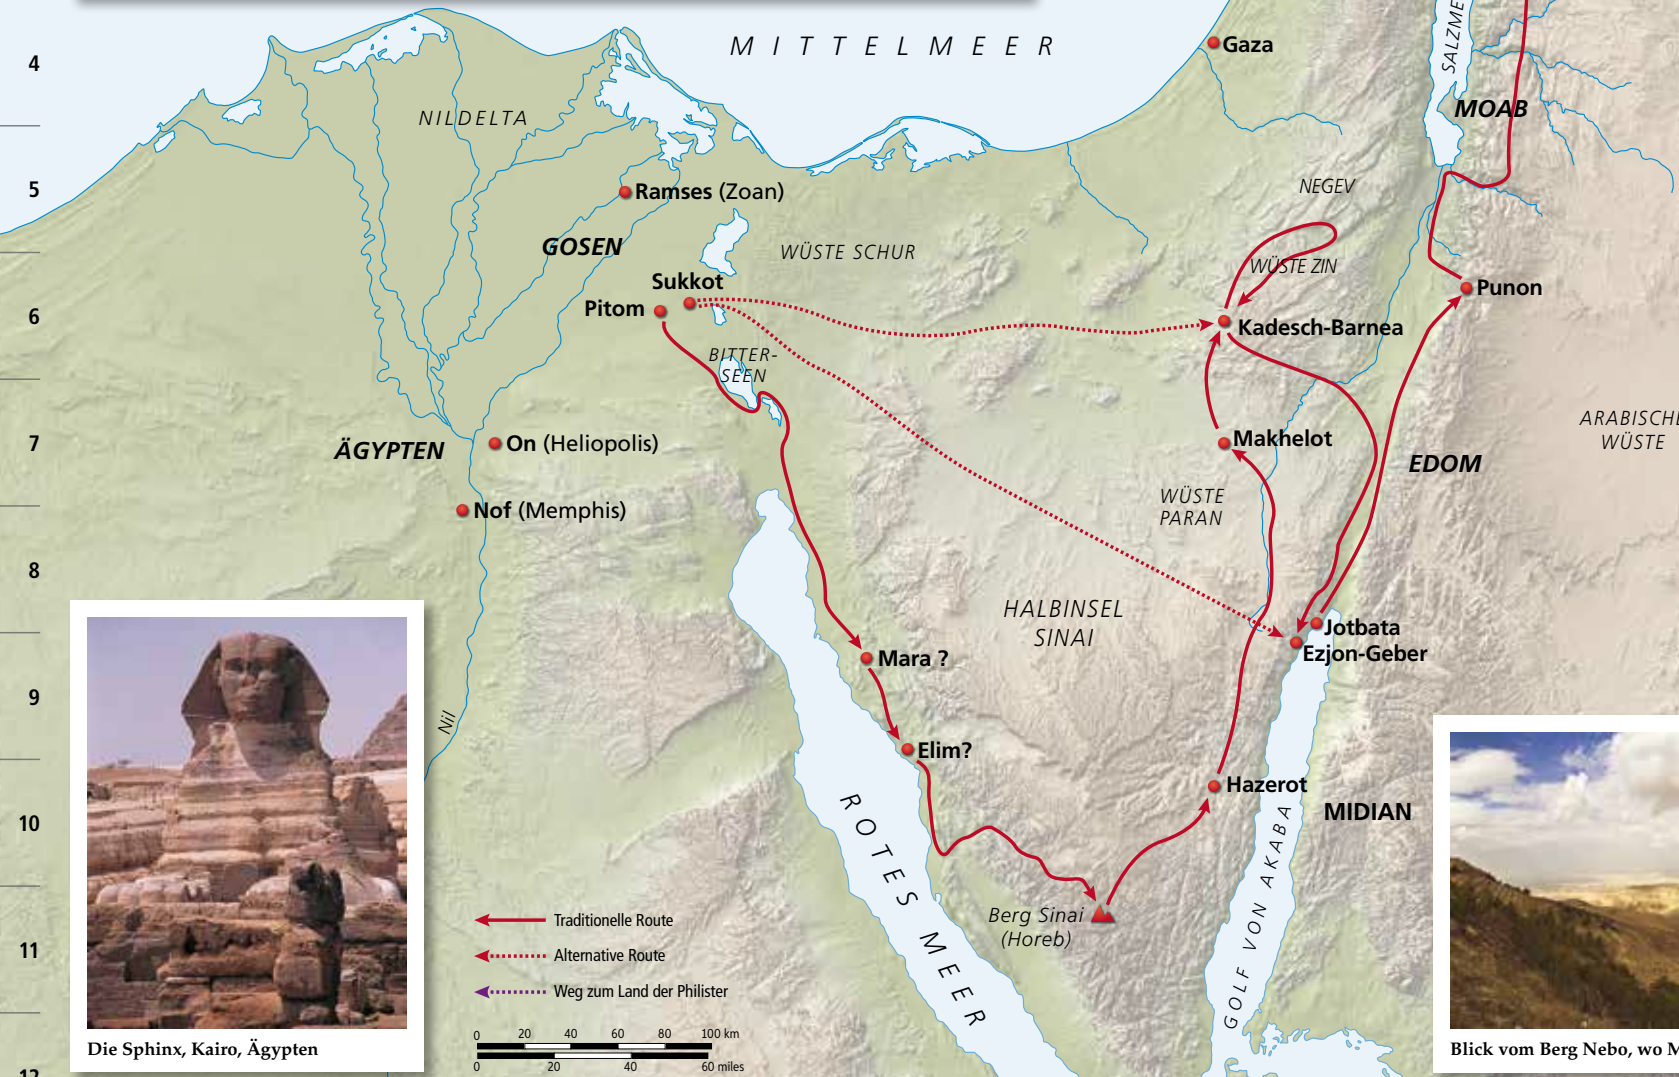 4
5
6
7
8
9
10
11
12
MITTELMEER
Gaza
SALZME
MOAB
NILDELTA
Ramses (Zoan)
NEGEV
GOSEN
WÜSTE SCHUR
WÜSTE ZIN
Sukkot
Pitom
Punon
Kadesch-Barnea
BITTER-
SEEN
ARABISCHE
WÜSTE
Makhelot
ÄGYPTEN
On (Heliopolis)
EDOM
WÜSTE
PARAN
Nof (Memphis)
HALBINSEL
SINAI
Jotbata
Ezjon-Geber
Mara ?
Nil
Elim?
Hazerot
MIDIAN
ROTES MEER
GOLF VON AKABA
Berg Sinai
(Horeb)
Traditionelle Route
Alternative Route
Weg zum Land der Philister
0 20 40 60 80 100 km
0 20 40 60 miles
Die Sphinx, Kairo, Ägypten
Blick vom Berg Nebo, wo M